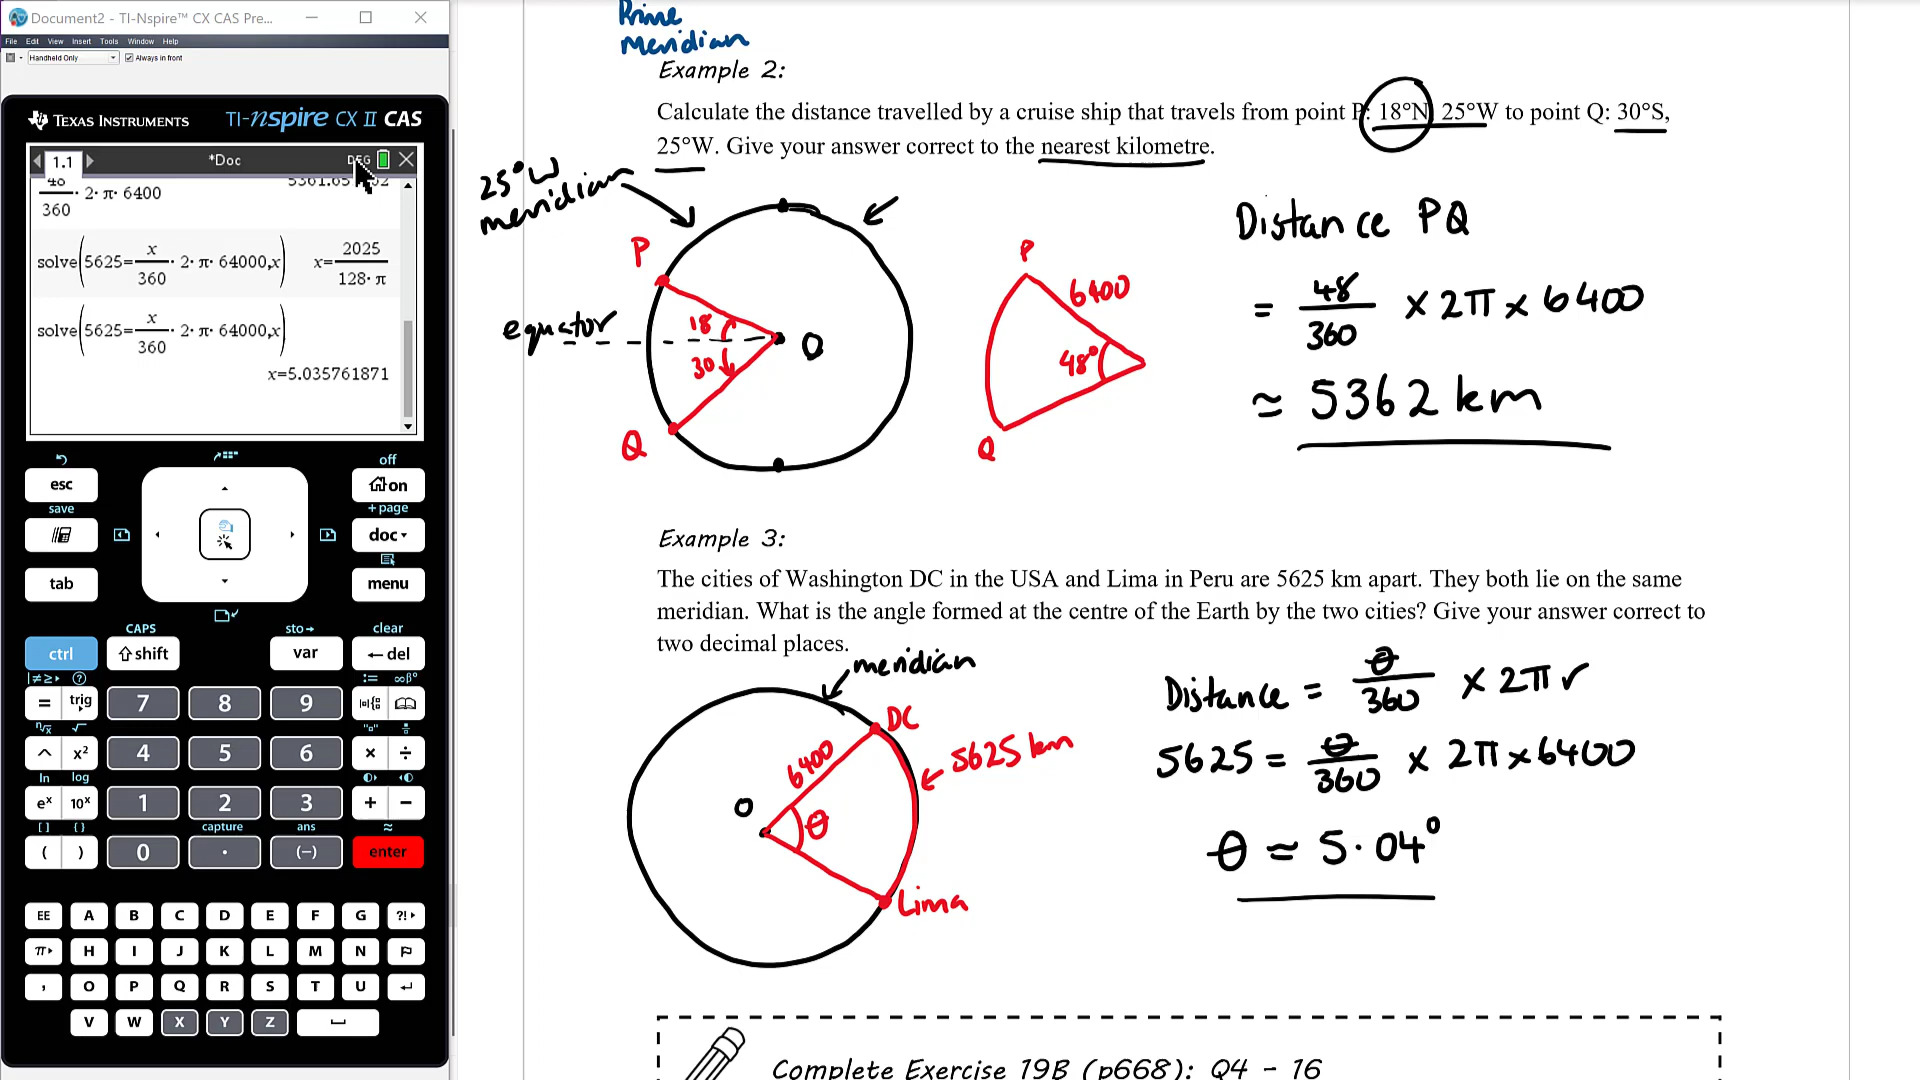 Document2 - TI-Nspire™ CX CAS Pre...
File Edit View Insert Tools Window Help
Handheld Only
Always in front
TEXAS INSTRUMENTS
TI-nspire CX II CAS
1.1
*Doc
DEG
48/360 · 2· π· 6400
solve(5625=x/360 · 2· π· 64000,x)
x=2025/128·π
solve(5625=x/360 · 2· π· 64000,x)
x=5.035761871
off
esc
on
save
+page
doc
tab
menu
CAPS
sto→
clear
ctrl
shift
var
←del
= trig 7 8 9
^ x² 4 5 6 × ÷
ln log
eˣ 10ˣ 1 2 3 + −
[] {} capture ans ≈
( ) 0 . (−) enter
EE A B C D E F G ?!
π H I J K L M N
, O P Q R S T U
V W X Y Z
Prime
Meridian
Example 2:
Calculate the distance travelled by a cruise ship that travels from point P: 18°N 25°W to point Q: 30°S,
25°W. Give your answer correct to the nearest kilometre.
25°W
meridian
P
equator
18
30
O
Q
P
6400
48°
Q
Distance PQ
= 48/360 × 2π × 6400
≈ 5362 km
Example 3:
The cities of Washington DC in the USA and Lima in Peru are 5625 km apart. They both lie on the same
meridian. What is the angle formed at the centre of the Earth by the two cities? Give your answer correct to
two decimal places.
meridian
DC
6400
5625 km
O
θ
Lima
Distance = θ/360 × 2πr
5625 = θ/360 × 2π × 6400
θ ≈ 5.04°
Complete Exercise 19B (p668): Q4 - 16